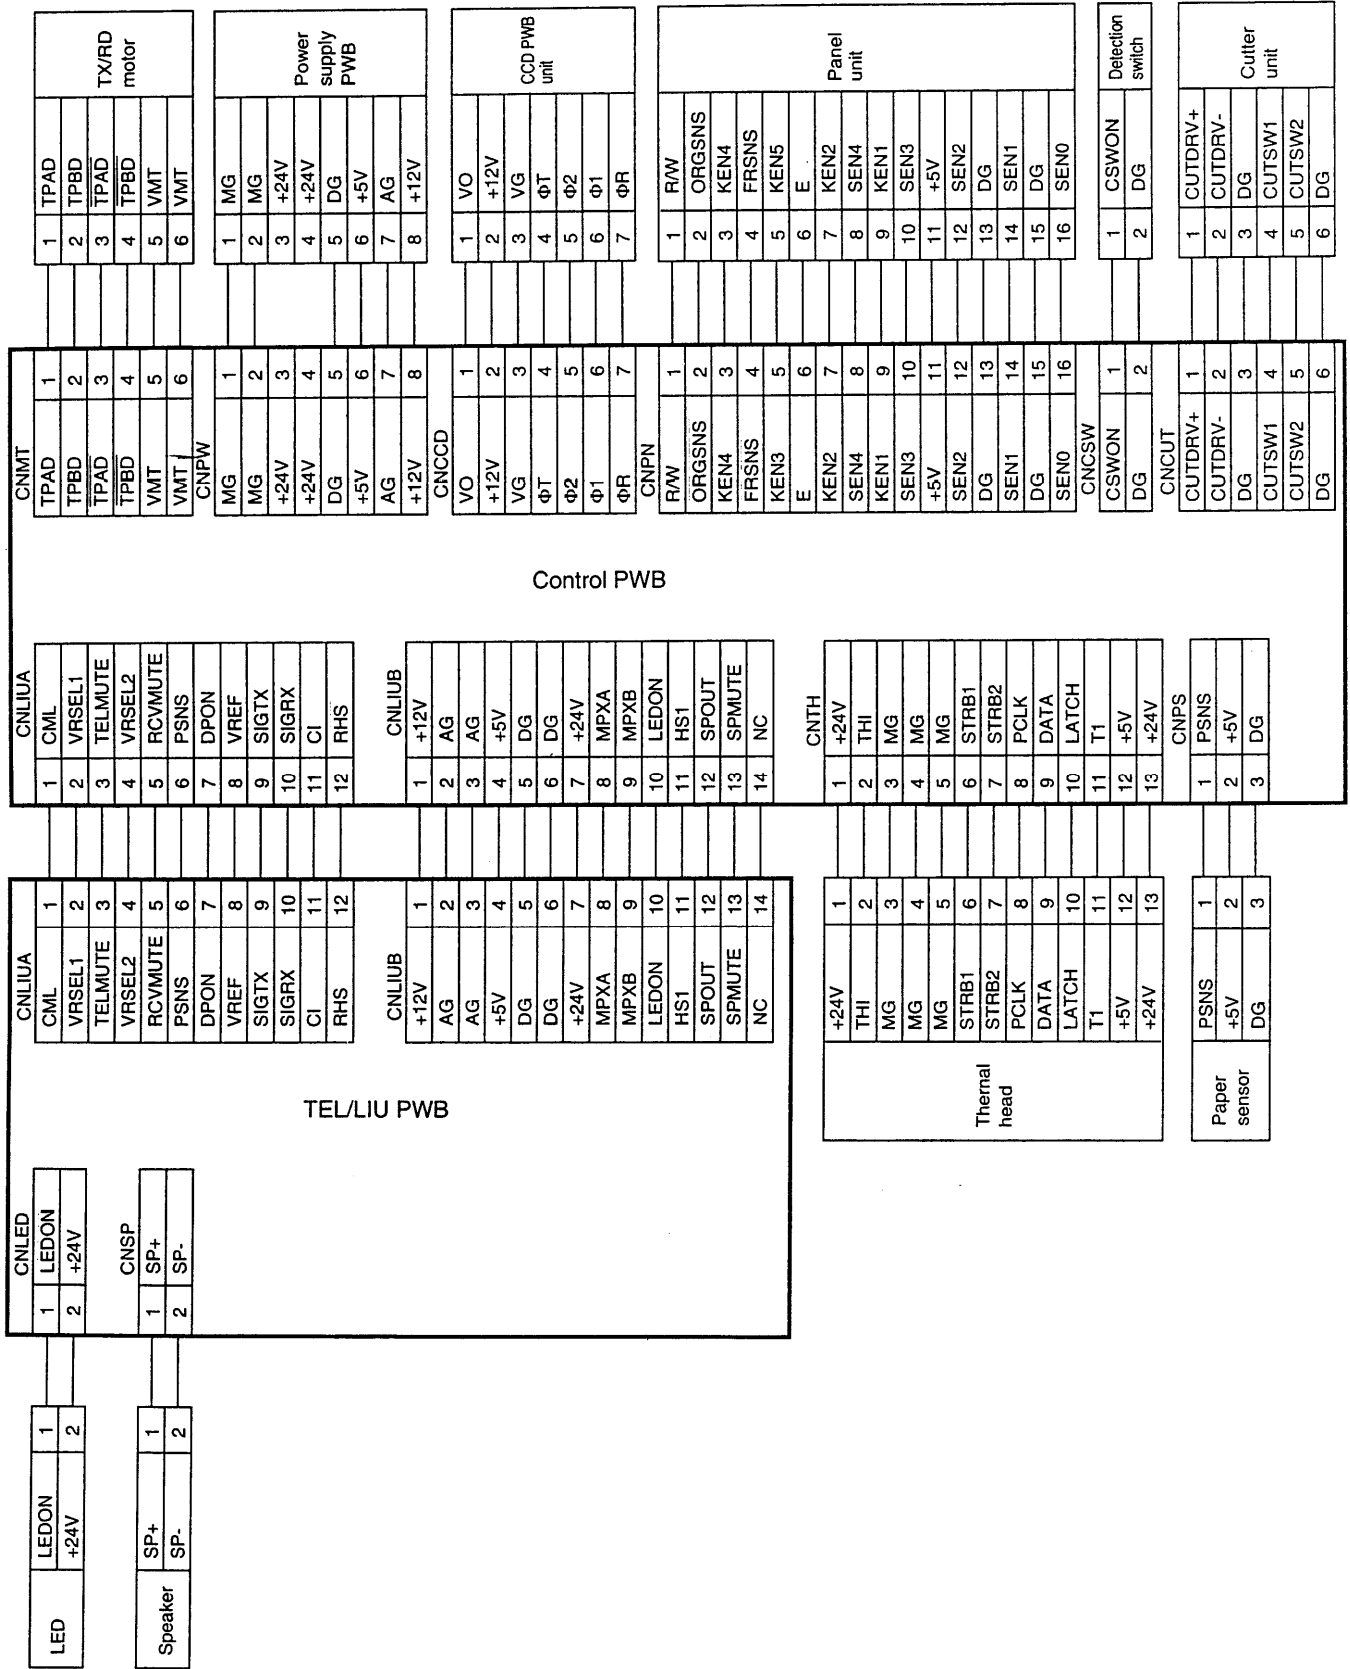 TX/RD
motor
TPAD 1
TPBD 2
T̅P̅A̅D̅ 3
T̅P̅B̅D̅ 4
VMT 5
VMT 6
Power
supply
PWB
MG 1
MG 2
+24V 3
+24V 4
DG 5
+5V 6
AG 7
+12V 8
CCD PWB
unit
VO 1
+12V 2
VG 3
ΦT 4
Φ2 5
Φ1 6
ΦR 7
Panel
unit
R/W 1
ORGSNS 2
KEN4 3
FRSNS 4
KEN5 5
E 6
KEN2 7
SEN4 8
KEN1 9
SEN3 10
+5V 11
SEN2 12
DG 13
SEN1 14
DG 15
SEN0 16
Detection
switch
CSWON 1
DG 2
Cutter
unit
CUTDRV+ 1
CUTDRV- 2
DG 3
CUTSW1 4
CUTSW2 5
DG 6
CNMT
TPAD 1
TPBD 2
T̅P̅A̅D̅ 3
T̅P̅B̅D̅ 4
VMT 5
VMT 6
CNPW
MG 1
MG 2
+24V 3
+24V 4
DG 5
+5V 6
AG 7
+12V 8
CNCCD
VO 1
+12V 2
VG 3
ΦT 4
Φ2 5
Φ1 6
ΦR 7
CNPN
R/W 1
ORGSNS 2
KEN4 3
FRSNS 4
KEN3 5
E 6
KEN2 7
SEN4 8
KEN1 9
SEN3 10
+5V 11
SEN2 12
DG 13
SEN1 14
DG 15
SEN0 16
CNCSW
CSWON 1
DG 2
CNCUT
CUTDRV+ 1
CUTDRV- 2
DG 3
CUTSW1 4
CUTSW2 5
DG 6
Control PWB
CNLIUA
1 CML
2 VRSEL1
3 TELMUTE
4 VRSEL2
5 RCVMUTE
6 PSNS
7 DPON
8 VREF
9 SIGTX
10 SIGRX
11 CI
12 RHS
CNLIUB
1 +12V
2 AG
3 AG
4 +5V
5 DG
6 DG
7 +24V
8 MPXA
9 MPXB
10 LEDON
11 HS1
12 SPOUT
13 SPMUTE
14 NC
CNTH
1 +24V
2 THI
3 MG
4 MG
5 MG
6 STRB1
7 STRB2
8 PCLK
9 DATA
10 LATCH
11 T1
12 +5V
13 +24V
CNPS
1 PSNS
2 +5V
3 DG
CNLIUA
CML 1
VRSEL1 2
TELMUTE 3
VRSEL2 4
RCVMUTE 5
PSNS 6
DPON 7
VREF 8
SIGTX 9
SIGRX 10
CI 11
RHS 12
CNLIUB
+12V 1
AG 2
AG 3
+5V 4
DG 5
DG 6
+24V 7
MPXA 8
MPXB 9
LEDON 10
HS1 11
SPOUT 12
SPMUTE 13
NC 14
+24V 1
THI 2
MG 3
MG 4
MG 5
STRB1 6
STRB2 7
PCLK 8
DATA 9
LATCH 10
T1 11
+5V 12
+24V 13
Thernal
head
PSNS 1
+5V 2
DG 3
Paper
sensor
TEL/LIU PWB
CNLED
1 LEDON
2 +24V
CNSP
1 SP+
2 SP-
LEDON 1
+24V 2
LED
SP+ 1
SP- 2
Speaker